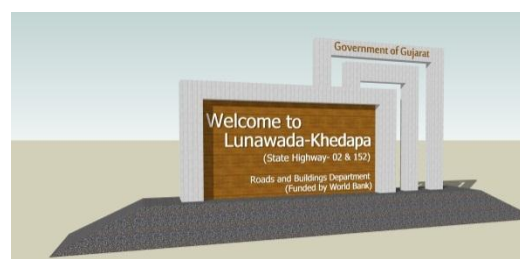 Government of Gujarat
Welcome to
Lunawada-Khedapa
(State Highway- 02 & 152)
Roads and Buildings Department
(Funded by World Bank)